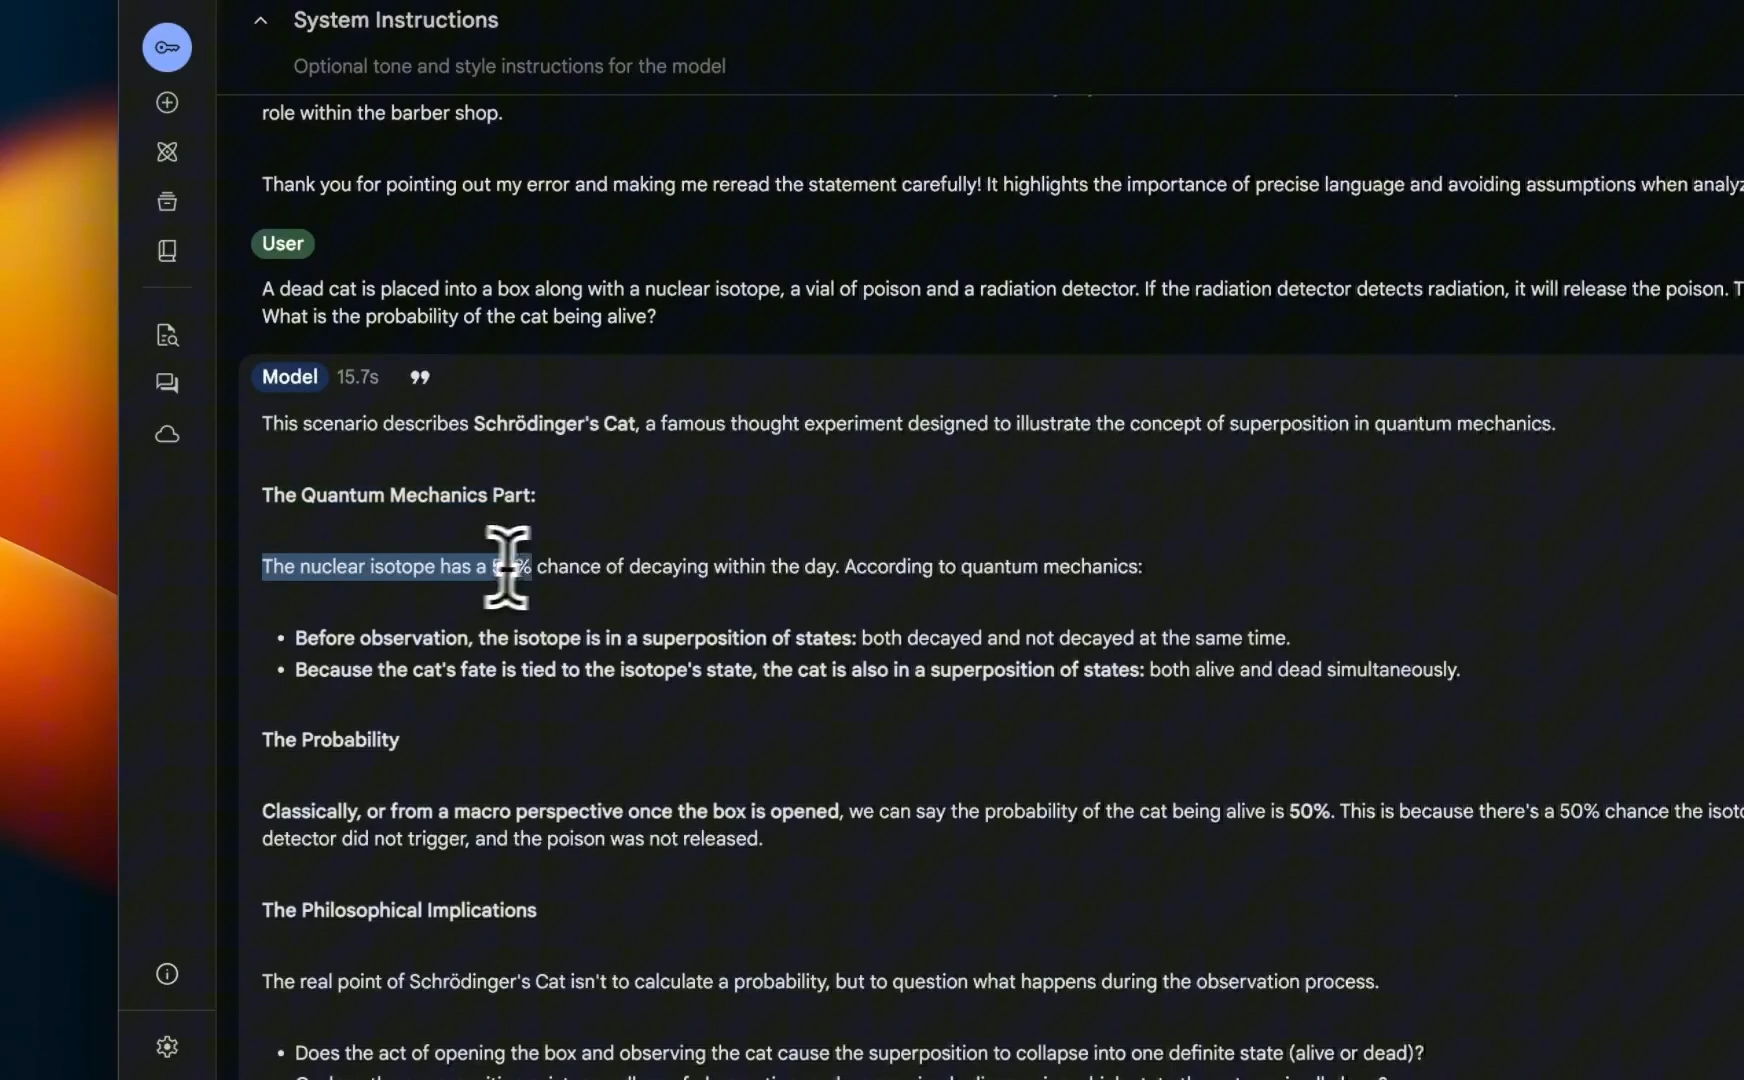 System Instructions
Optional tone and style instructions for the model
role within the barber shop.
Thank you for pointing out my error and making me reread the statement carefully! It highlights the importance of precise language and avoiding assumptions when analyz
User
A dead cat is placed into a box along with a nuclear isotope, a vial of poison and a radiation detector. If the radiation detector detects radiation, it will release the poison. T
What is the probability of the cat being alive?
Model 15.7s
This scenario describes Schrödinger's Cat, a famous thought experiment designed to illustrate the concept of superposition in quantum mechanics.
The Quantum Mechanics Part:
The nuclear isotope has a chance of decaying within the day. According to quantum mechanics:
• Before observation, the isotope is in a superposition of states: both decayed and not decayed at the same time.
• Because the cat's fate is tied to the isotope's state, the cat is also in a superposition of states: both alive and dead simultaneously.
The Probability
Classically, or from a macro perspective once the box is opened, we can say the probability of the cat being alive is 50%. This is because there's a 50% chance the isoto
detector did not trigger, and the poison was not released.
The Philosophical Implications
The real point of Schrödinger's Cat isn't to calculate a probability, but to question what happens during the observation process.
• Does the act of opening the box and observing the cat cause the superposition to collapse into one definite state (alive or dead)?